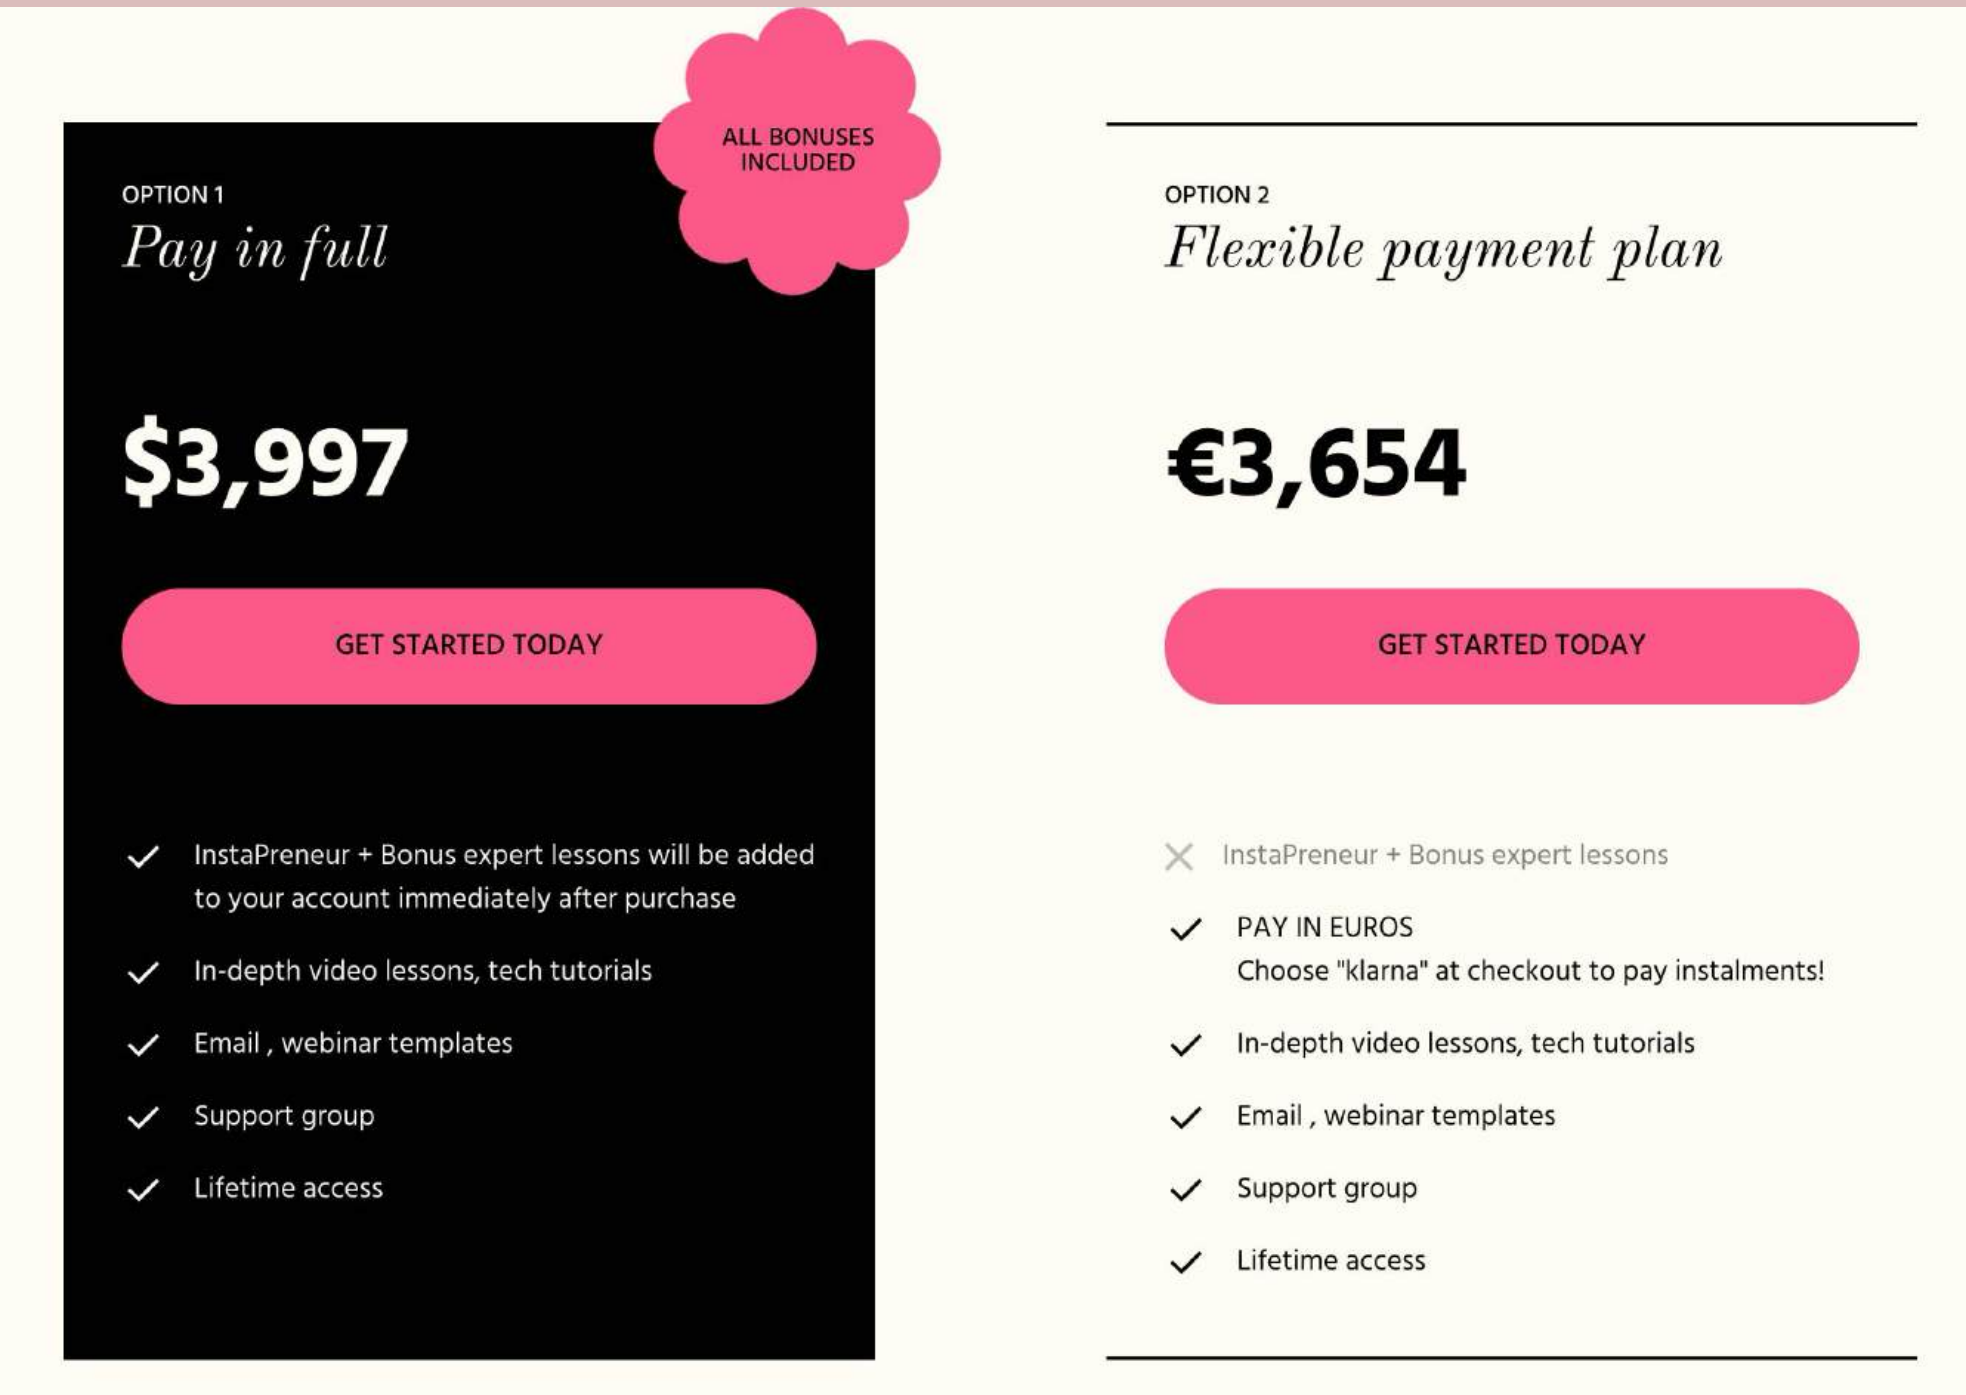 ALL BONUSES
INCLUDED
OPTION 1
Pay in full
$3,997
GET STARTED TODAY
InstaPreneur + Bonus expert lessons will be added
to your account immediately after purchase
In-depth video lessons, tech tutorials
Email , webinar templates
Support group
Lifetime access
OPTION 2
Flexible payment plan
€3,654
GET STARTED TODAY
InstaPreneur + Bonus expert lessons
PAY IN EUROS
Choose "klarna" at checkout to pay instalments!
In-depth video lessons, tech tutorials
Email , webinar templates
Support group
Lifetime access